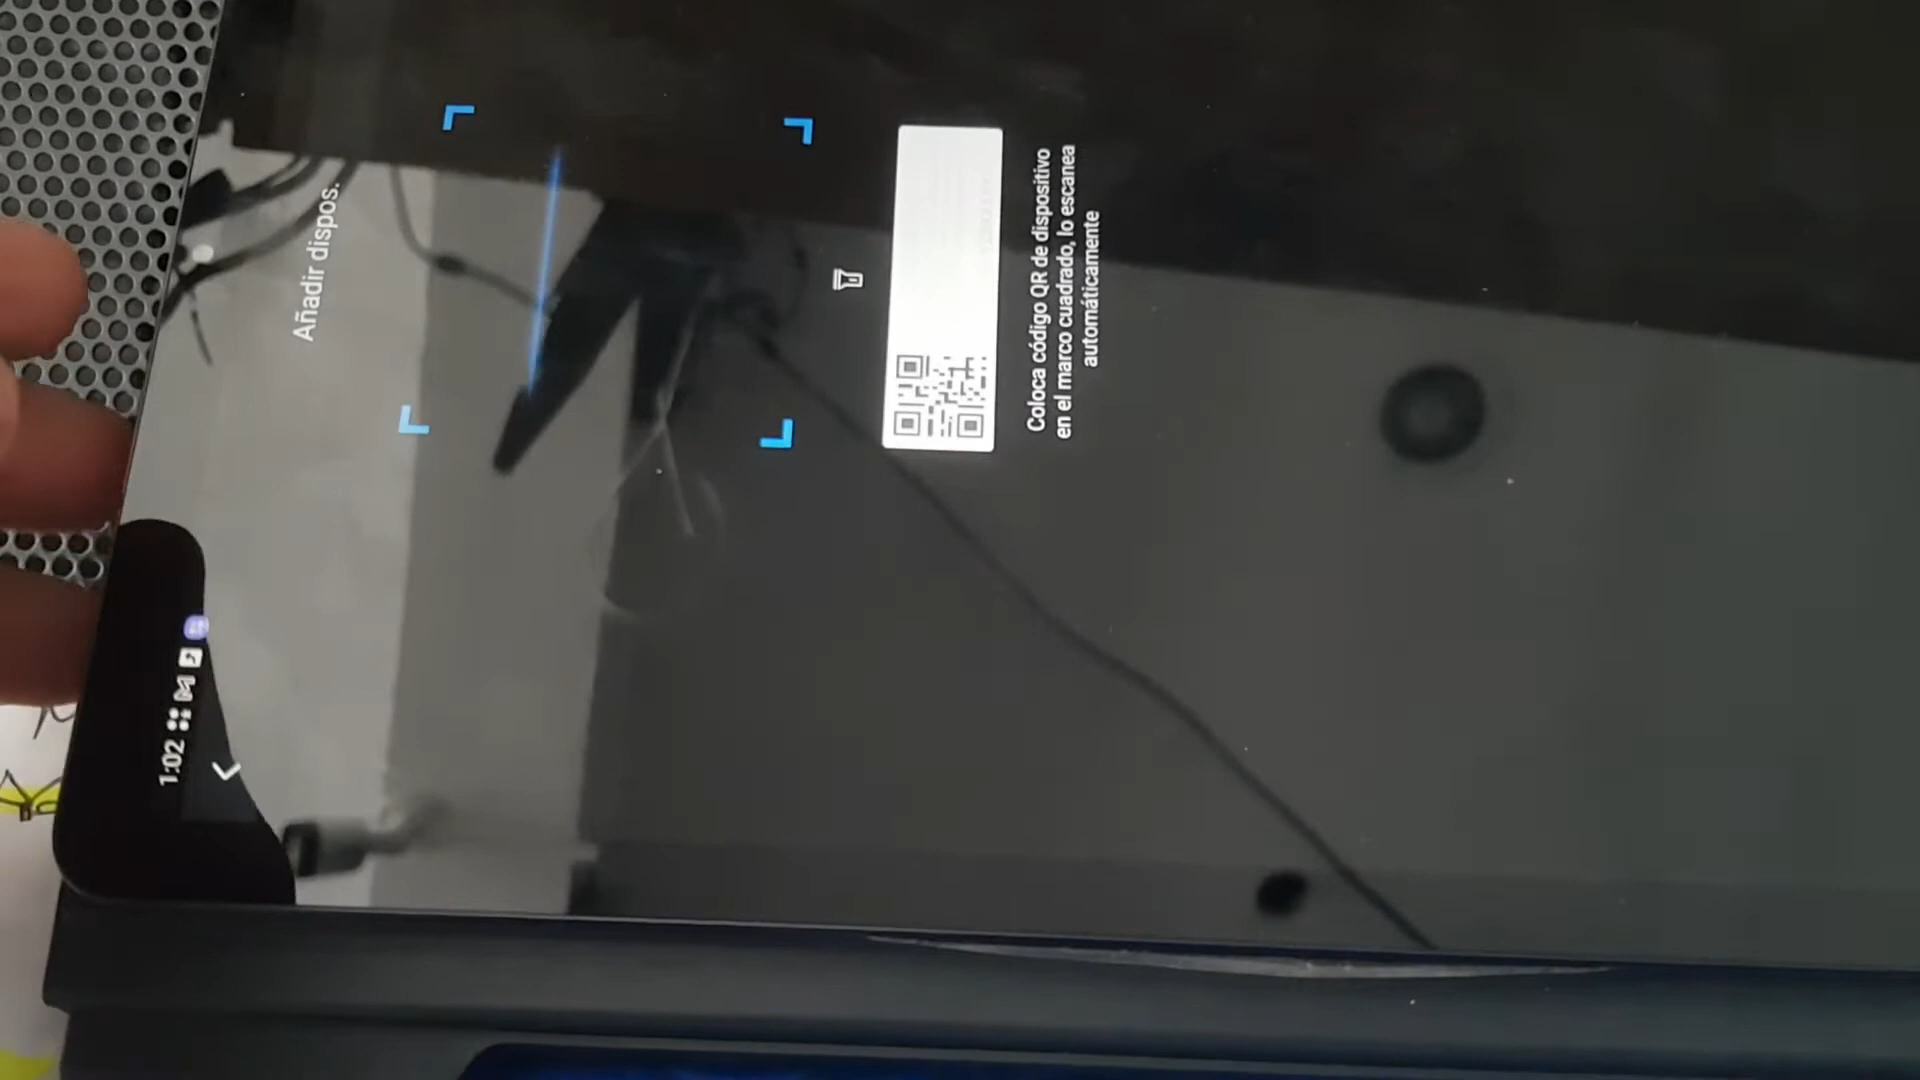 1:02
Añadir dispos.
Coloca código QR de dispositivo
en el marco cuadrado, lo escanea
automáticamente